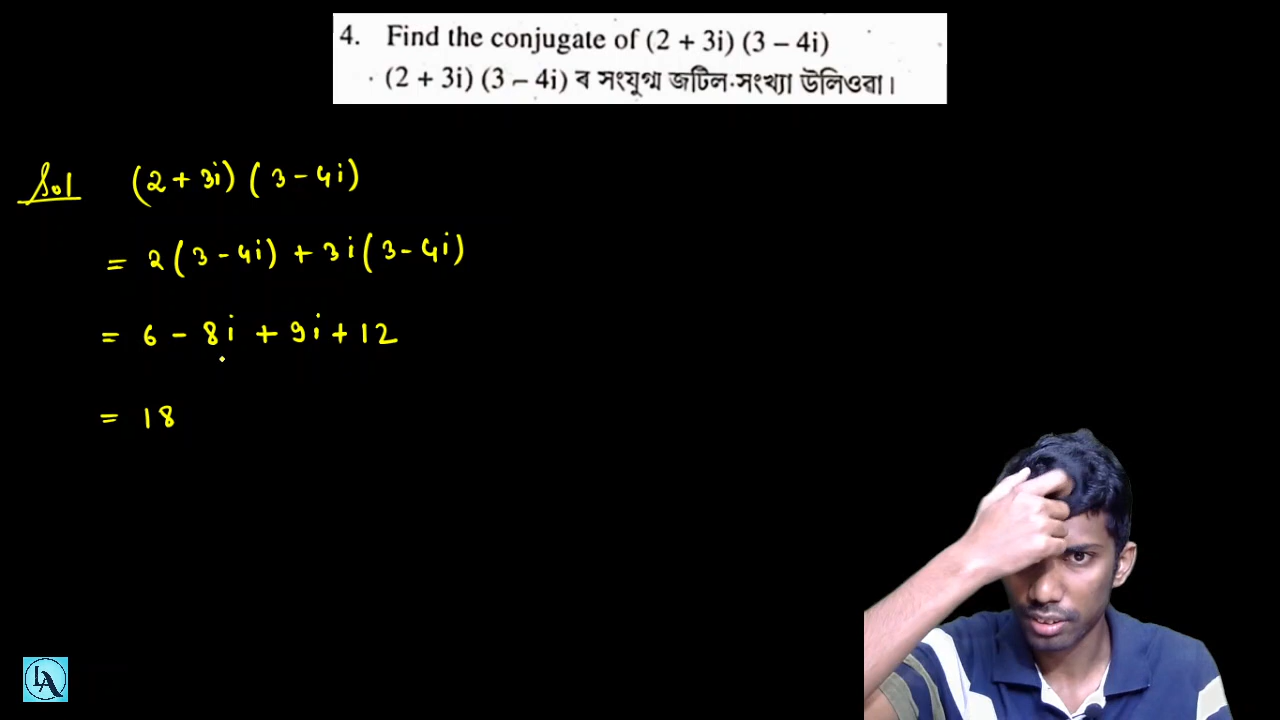 4. Find the conjugate of (2 + 3i) (3 – 4i)
(2 + 3i) (3 – 4i) ৰ সংযুগ্ম জটিল সংখ্যা উলিওৱা।
Sol (2 + 3i) (3 - 4i)
= 2 (3 - 4i) + 3i (3 - 4i)
= 6 - 8i + 9i + 12
= 18
LA